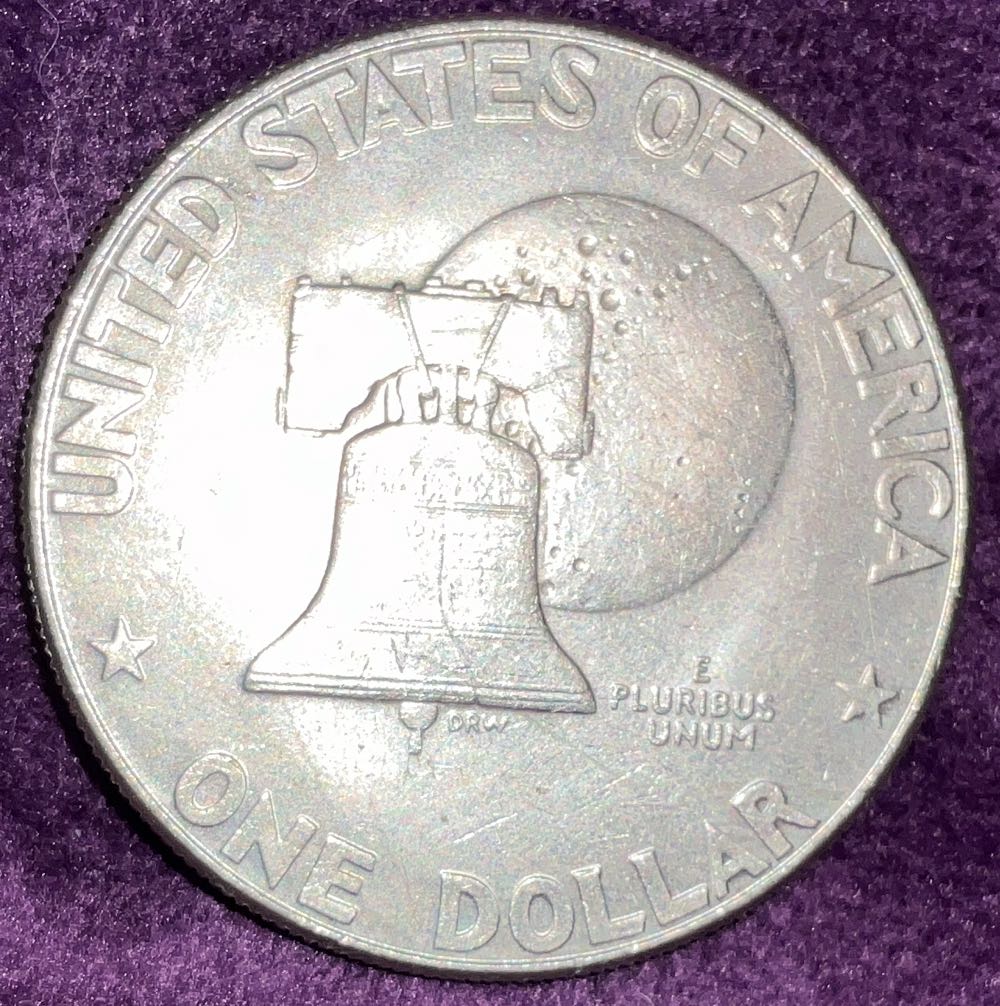 UNITED STATES OF AMERICA
E
PLURIBUS
UNUM
DRW
ONE DOLLAR